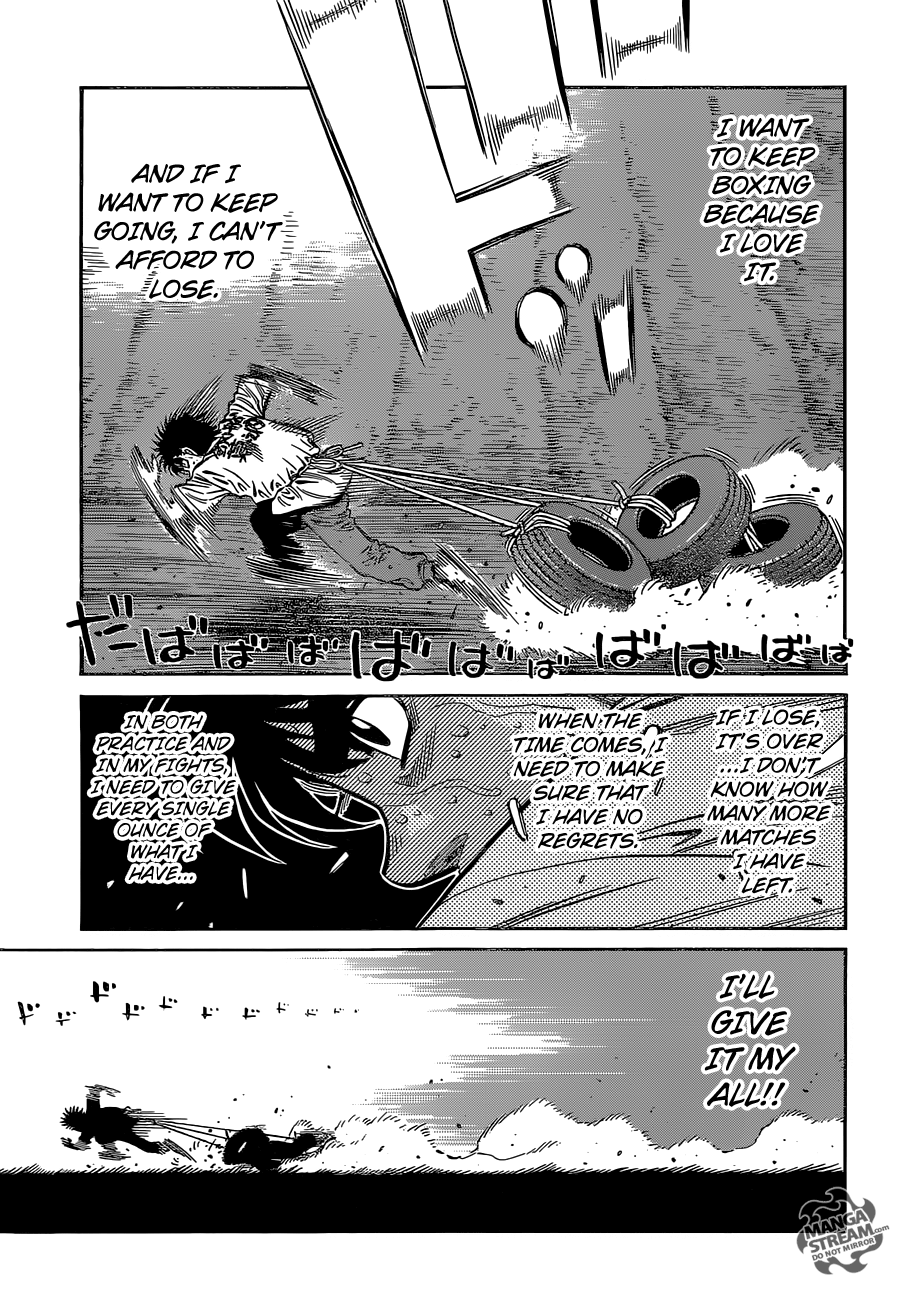 I WANT
TO KEEP
BOXING
BECAUSE
I LOVE
IT.
AND IF I
WANT TO KEEP
GOING, I CAN'T
AFFORD TO
LOSE.
だばばばばばばばばばば
IF I LOSE,
IT'S OVER
...I DON'T
KNOW HOW
MANY MORE
MATCHES
I HAVE
LEFT.
WHEN THE
TIME COMES, I
NEED TO MAKE
SURE THAT
I HAVE NO
REGRETS.
IN BOTH
PRACTICE AND
IN MY FIGHTS,
I NEED TO GIVE
EVERY SINGLE
OUNCE OF
WHAT I
HAVE...
I'LL
GIVE
IT MY
ALL!!
ドドドドドドドド
MANGA
STREAM.com
DO NOT MIRROR